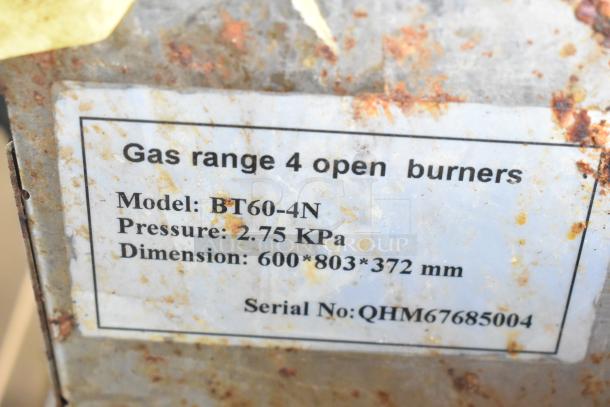 Gas range 4 open burners
Model: BT60-4N
Pressure: 2.75 KPa
Dimension: 600*803*372 mm
Serial No:QHM67685004